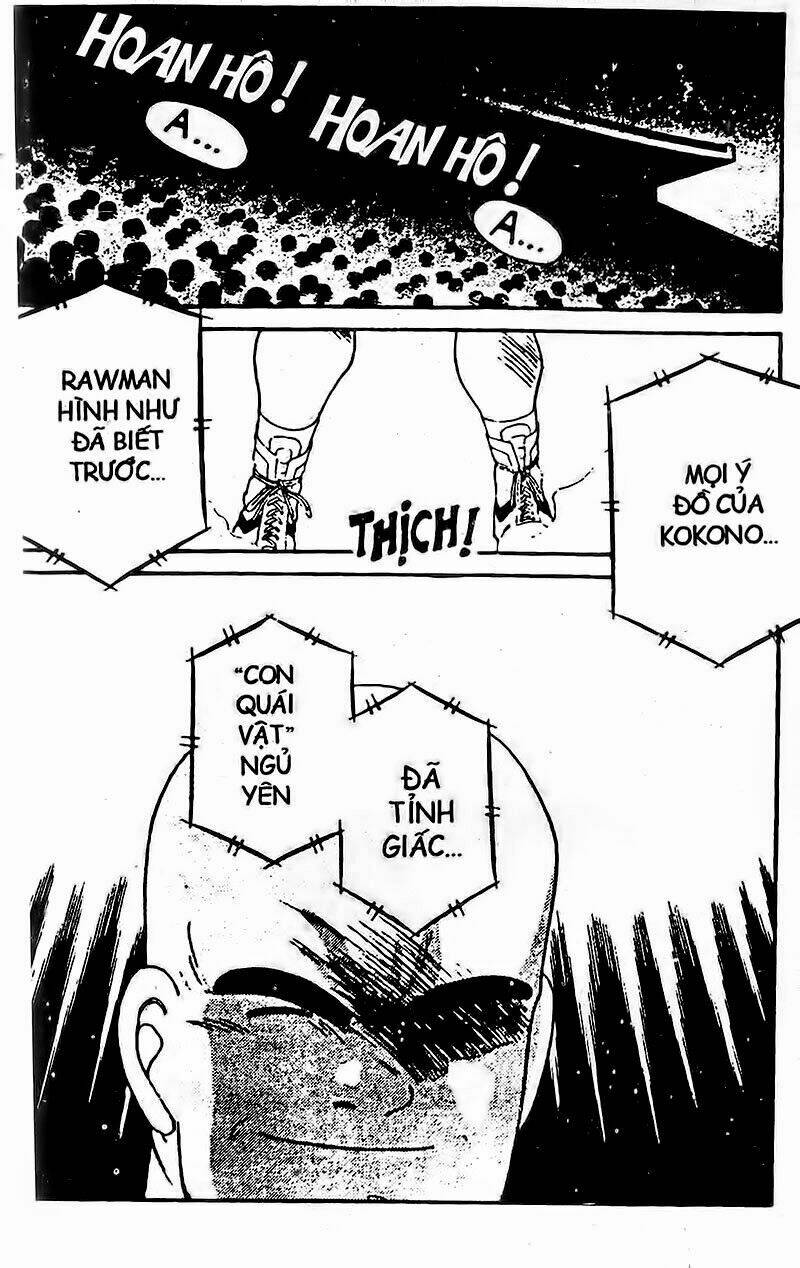 HOAN HÔ!
A...
HOAN HÔ!
A...
MỌI Ý
ĐỒ CỦA
KOKONO...
RAWMAN
HÌNH NHƯ
ĐÃ BIẾT
TRƯỚC...
THỊCH!
"CON
QUÁI
VẬT"
NGỦ
YÊN
ĐÃ
TỈNH
GIẤC...